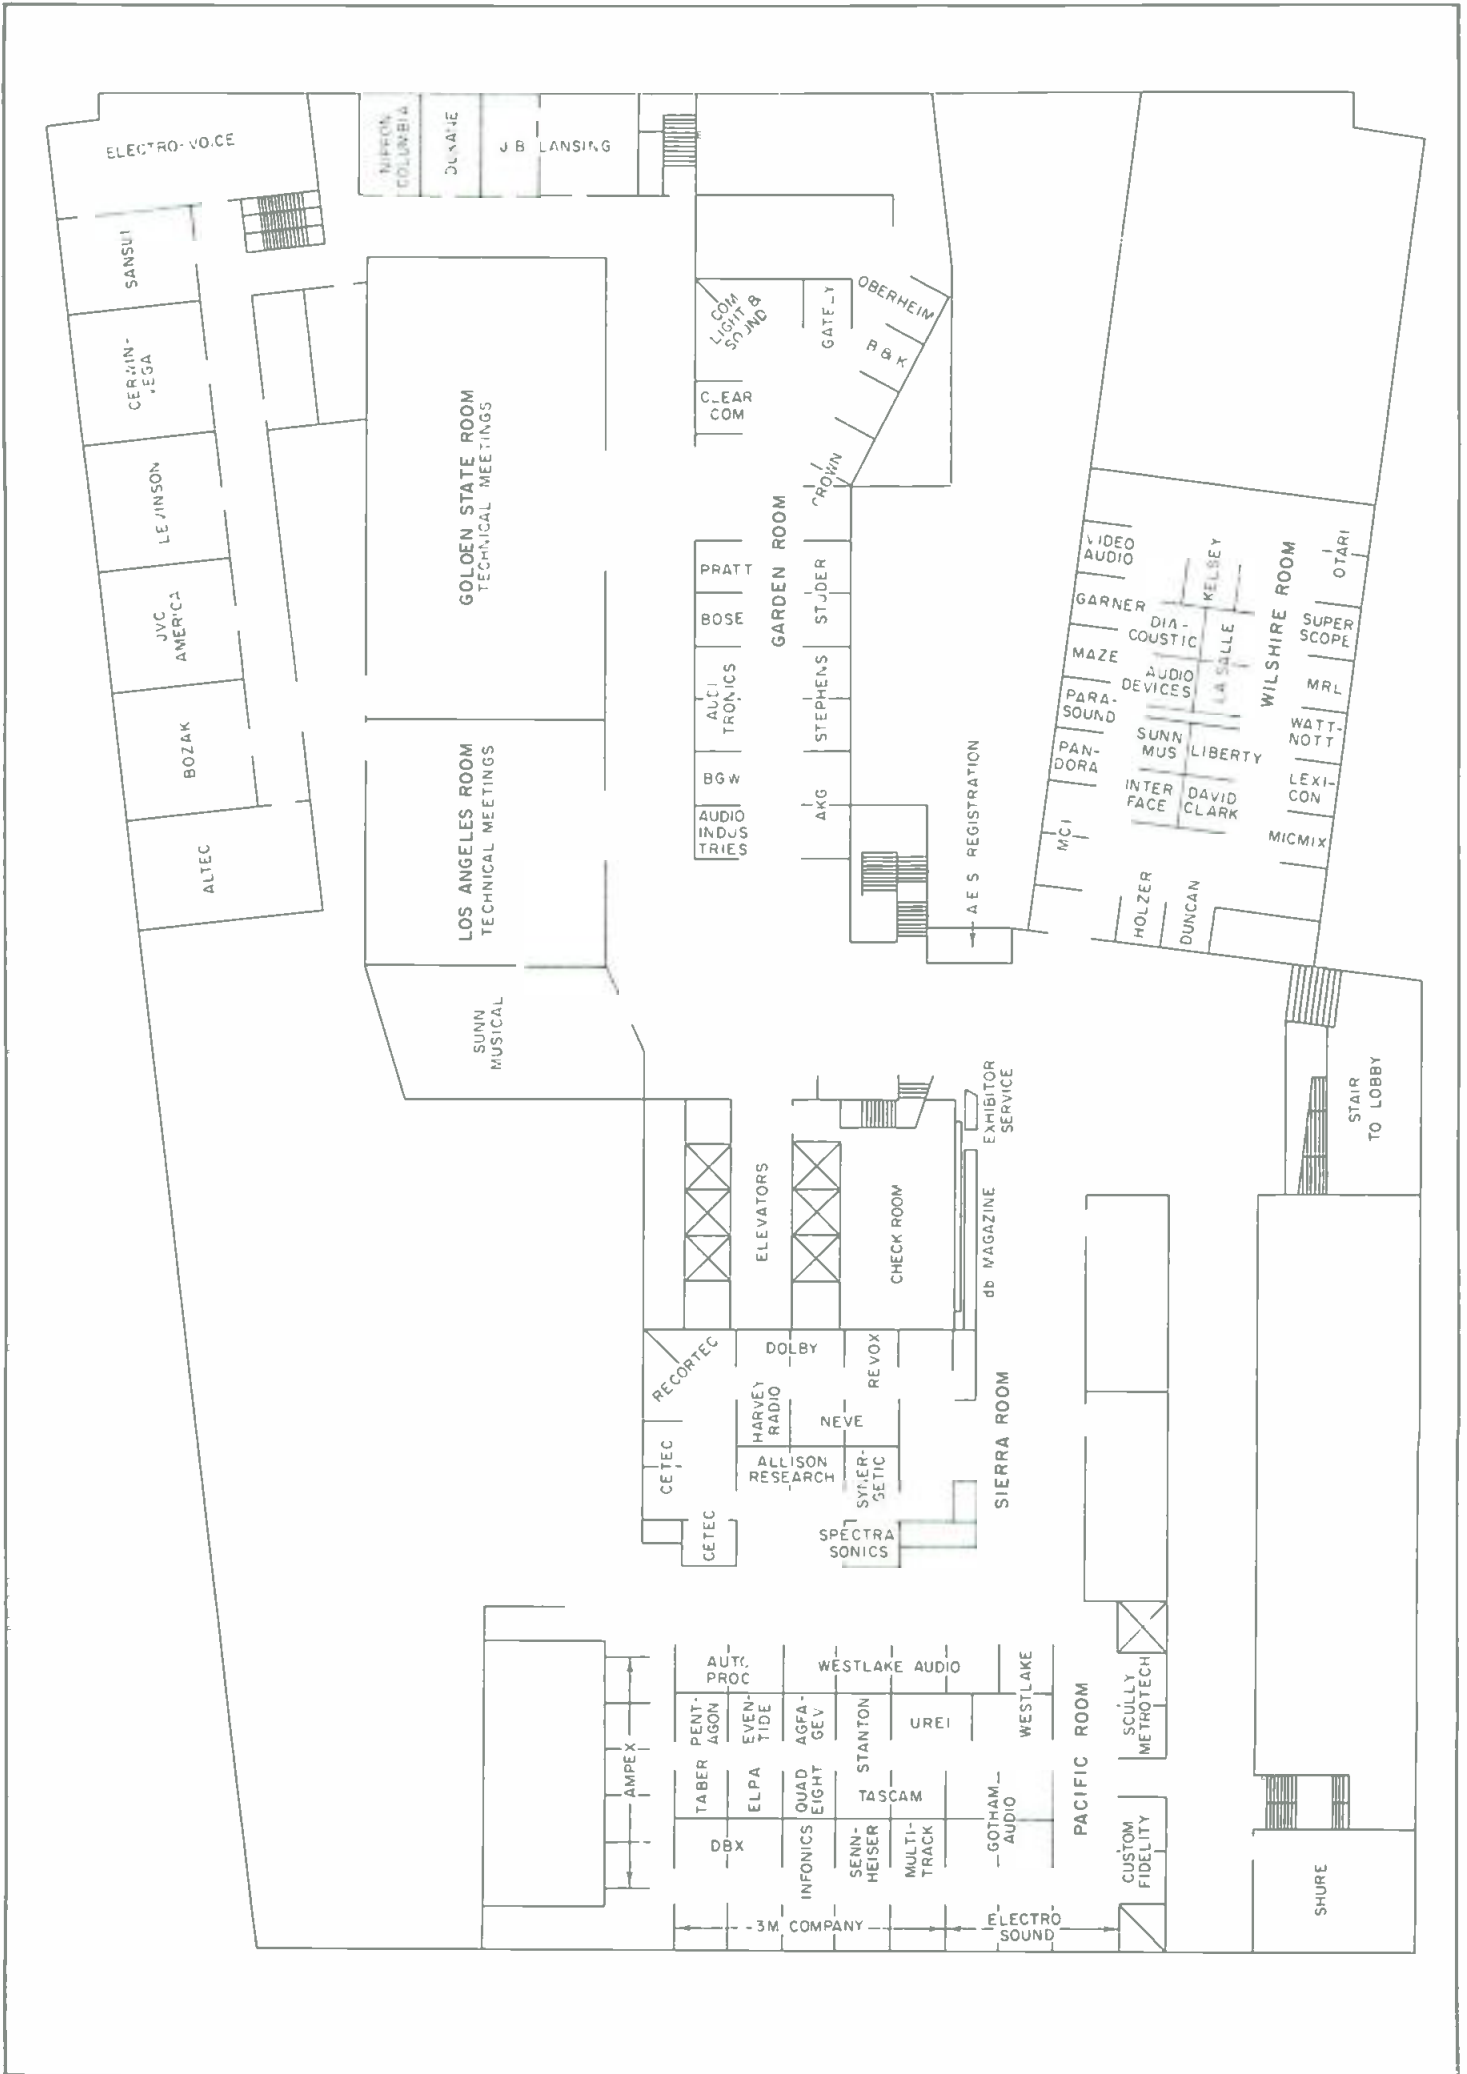 ELECTRO-VOICE
NIPPON
COLUMBIA
DUKANE
J B LANSING
SANSUI
CERWIN-
VEGA
LEVINSON
JVC
AMERICA
BOZAK
ALTEC
GOLDEN STATE ROOM
TECHNICAL MEETINGS
LOS ANGELES ROOM
TECHNICAL MEETINGS
SUNN
MUSICAL
COM
LIGHT &
SOUND
GATELY
OBERHEIM
B & K
CLEAR
COM
CROWN
GARDEN ROOM
PRATT
BOSE
AUDI
TRONICS
BGW
AUDIO
INDUS
TRIES
STUDER
STEPHENS
AKG
A E S REGISTRATION
VIDEO
AUDIO
GARNER
MAZE
PARA-
SOUND
PAN-
DORA
MCI
HOLZER
DUNCAN
KELSEY
DIA-
COUSTIC
LA SALLE
AUDIO
DEVICES
SUNN
MUS
LIBERTY
INTER
FACE
DAVID
CLARK
WILSHIRE ROOM
OTARI
SUPER
SCOPE
MRL
WATT-
NOTT
LEXI-
CON
MICMIX
STAIR
TO LOBBY
EXHIBITOR
SERVICE
ELEVATORS
CHECK ROOM
db MAGAZINE
RECORTEC
DOLBY
REVOX
HARVEY
RADIO
NEVE
CETEC
ALLISON
RESEARCH
SYNER-
GETIC
CETEC
SPECTRA
SONICS
SIERRA ROOM
AUTO
PROC
WESTLAKE AUDIO
WESTLAKE
PENT-
AGON
EVEN-
TIDE
AGFA-
GEV
STANTON
UREI
AMPEX
TABER
ELPA
QUAD
EIGHT
TASCAM
GOTHAM
AUDIO
DBX
INFONICS
SENN-
HEISER
MULTI-
TRACK
PACIFIC ROOM
SCULLY
METROTECH
CUSTOM
FIDELITY
3M COMPANY
ELECTRO
SOUND
SHURE